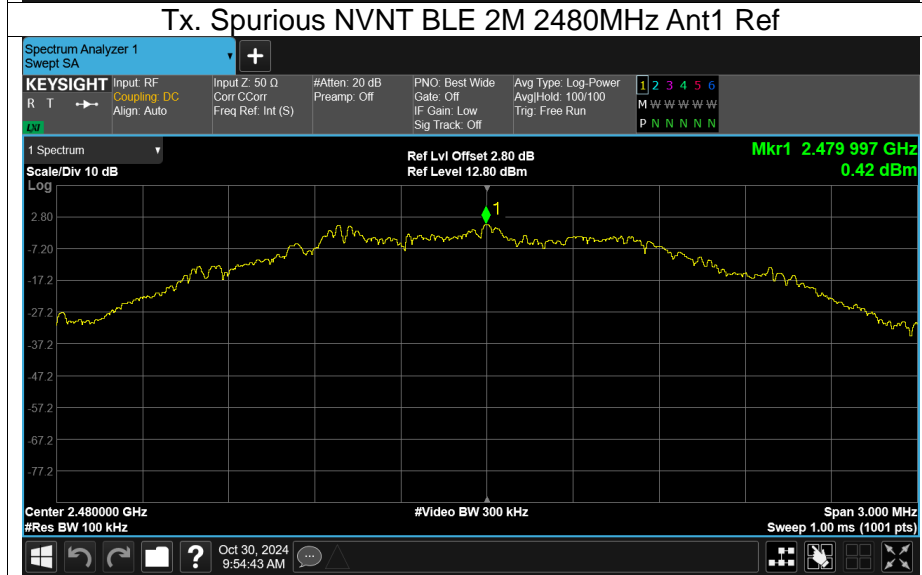 Tx. Spurious NVNT BLE 2M 2480MHz Ant1 Ref
Spectrum Analyzer 1
Swept SA
+
KEYSIGHT
R T
LXI
Input: RF
Coupling: DC
Align: Auto
Input Z: 50 Ω
Corr CCorr
Freq Ref: Int (S)
#Atten: 20 dB
Preamp: Off
PNO: Best Wide
Gate: Off
IF Gain: Low
Sig Track: Off
Avg Type: Log-Power
Avg|Hold: 100/100
Trig: Free Run
1 2 3 4 5 6
M W W W W W
P N N N N N
1 Spectrum
Scale/Div 10 dB
Ref Lvl Offset 2.80 dB
Ref Level 12.80 dBm
Mkr1 2.479 997 GHz
0.42 dBm
Log
1
2.80
-7.20
-17.2
-27.2
-37.2
-47.2
-57.2
-67.2
-77.2
Center 2.480000 GHz
#Res BW 100 kHz
#Video BW 300 kHz
Span 3.000 MHz
Sweep 1.00 ms (1001 pts)
?
Oct 30, 2024
9:54:43 AM